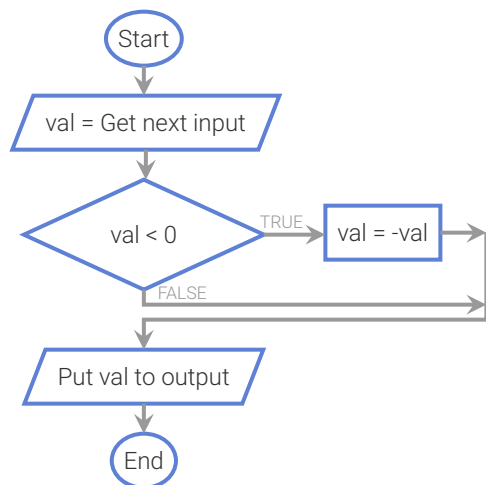 Start
val = Get next input
val < 0
TRUE
val = -val
FALSE
Put val to output
End